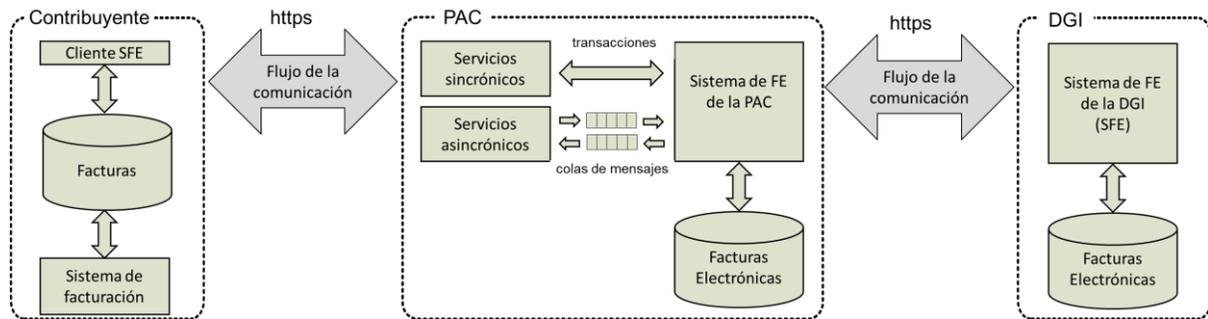 Contribuyente
Cliente SFE
Facturas
Sistema de
facturación
https
Flujo de la
comunicación
PAC
Servicios
sincrónicos
transacciones
Servicios
asincrónicos
colas de mensajes
Sistema de FE
de la PAC
Facturas
Electrónicas
https
Flujo de la
comunicación
DGI
Sistema de FE
de la DGI
(SFE)
Facturas
Electrónicas